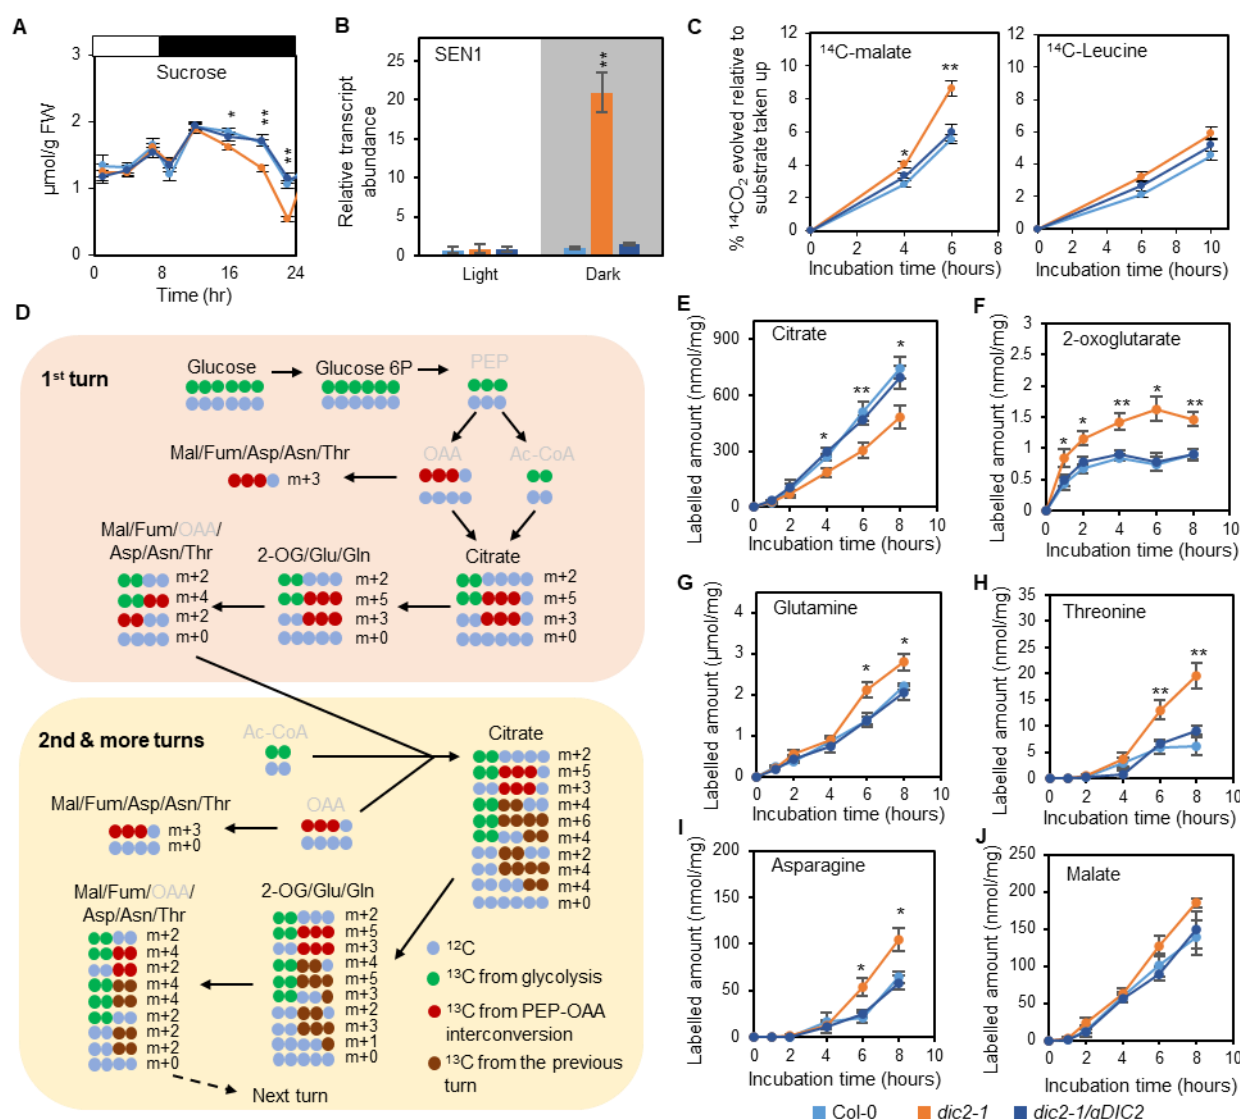 A
Sucrose
µmol/g FW
3
2
1
0
0 8 16 24
Time (hr)
*
**
**
B
SEN1
Relative transcript
abundance
25
20
15
10
5
0
**
Light Dark
C
% ¹⁴CO₂ evolved relative to
substrate taken up
¹⁴C-malate
12
10
8
6
4
2
0
0 2 4 6 8
*
**
Incubation time (hours)
¹⁴C-Leucine
12
10
8
6
4
2
0
0 2 4 6 8 10
Incubation time (hours)
D
1st turn
Glucose
Glucose 6P
PEP
Mal/Fum/Asp/Asn/Thr
m+3
OAA
Ac-CoA
Mal/Fum/OAA/
Asp/Asn/Thr
m+2
m+4
m+2
m+0
2-OG/Glu/Gln
m+2
m+5
m+3
m+0
Citrate
m+2
m+5
m+3
m+0
2nd & more turns
Ac-CoA
Mal/Fum/Asp/Asn/Thr
m+3
m+0
OAA
Citrate
m+2
m+5
m+3
m+4
m+6
m+4
m+2
m+4
m+4
m+0
Mal/Fum/OAA/
Asp/Asn/Thr
m+2
m+4
m+2
m+4
m+4
m+2
m+2
m+2
m+0
2-OG/Glu/Gln
m+2
m+5
m+3
m+4
m+5
m+3
m+2
m+3
m+1
m+0
Next turn
¹²C
¹³C from glycolysis
¹³C from PEP-OAA
interconversion
¹³C from the previous
turn
E
Citrate
Labelled amount (nmol/mg)
900
600
300
0
0 2 4 6 8 10
*
**
*
Incubation time (hours)
F
2-oxoglutarate
Labelled amount (nmol/mg)
3
2.5
2
1.5
1
0.5
0
0 2 4 6 8 10
*
*
**
*
**
Incubation time (hours)
G
Glutamine
Labelled amount (µmol/mg)
4
3
2
1
0
0 2 4 6 8 10
*
*
Incubation time (hours)
H
Threonine
Labelled amount (nmol/mg)
35
30
25
20
15
10
5
0
0 2 4 6 8 10
**
**
Incubation time (hours)
I
Asparagine
Labelled amount (nmol/mg)
200
150
100
50
0
0 2 4 6 8 10
*
*
Incubation time (hours)
J
Malate
Labelled amount (nmol/mg)
250
200
150
100
50
0
0 2 4 6 8 10
Incubation time (hours)
Col-0 dic2-1 dic2-1/gDIC2